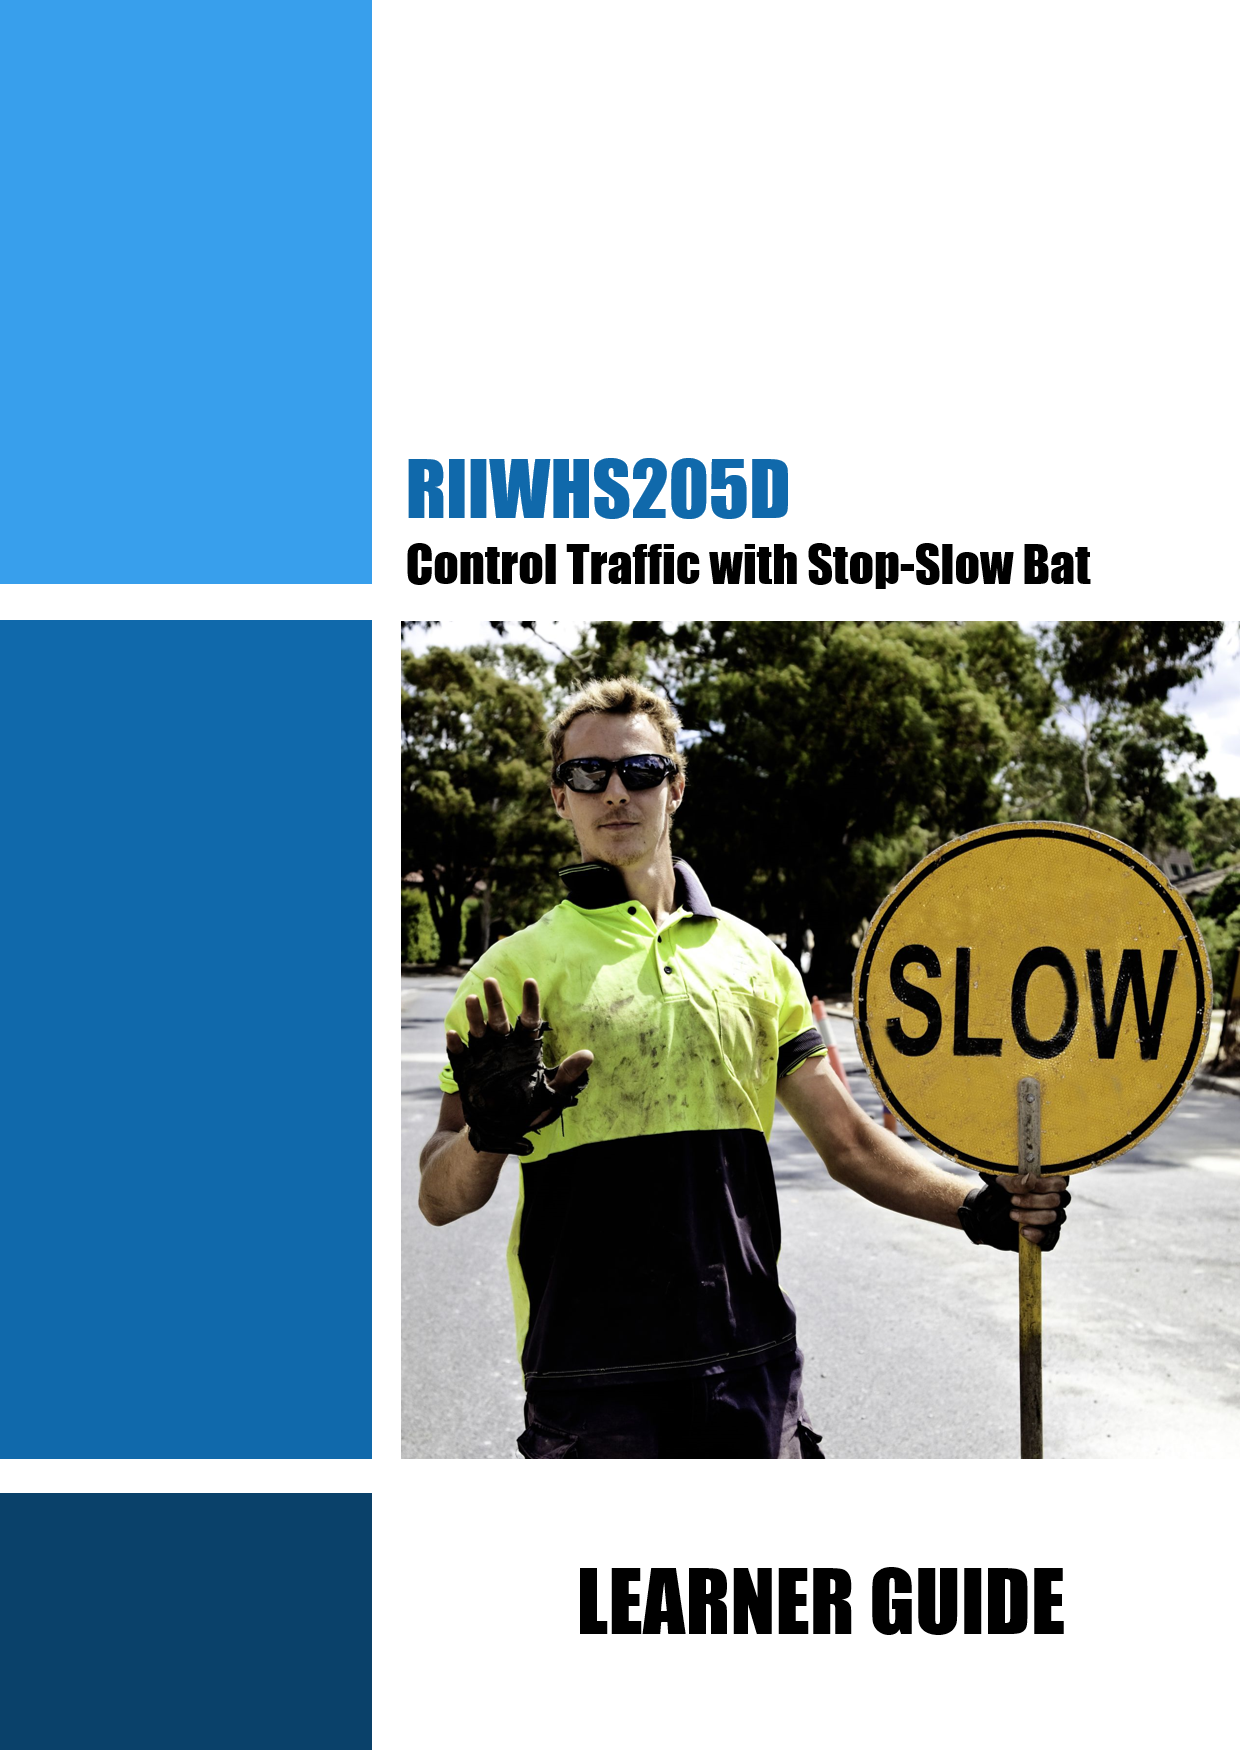 RIIWHS205D
Control Traffic with Stop-Slow Bat
SLOW
LEARNER GUIDE